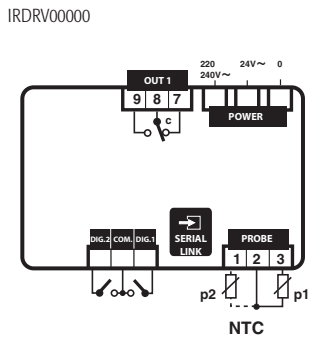 IRDRV00000
220 24V~ 0
240V~
OUT 1
9 8 7
POWER
c
DIG.2 COM. DIG.1
SERIAL
LINK
PROBE
1 2 3
p2 p1
NTC